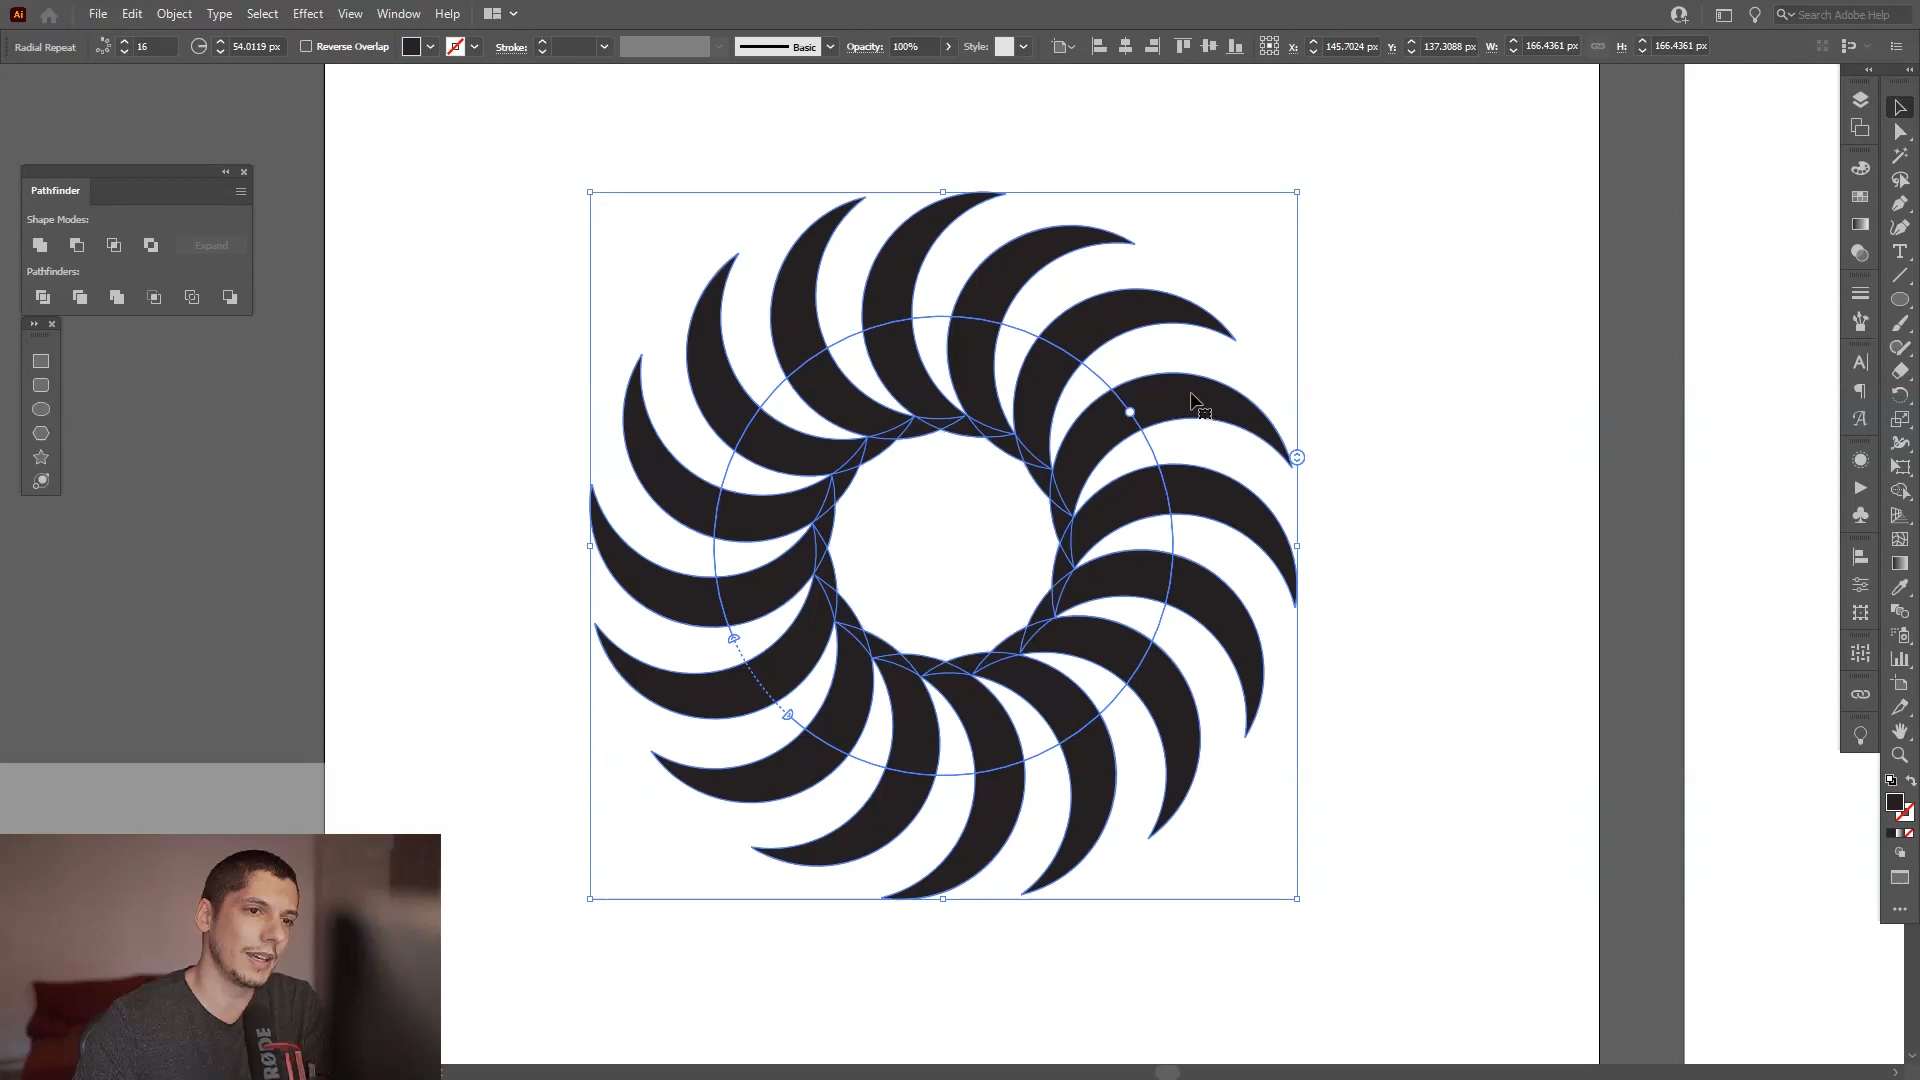 Ai File Edit Object Type Select Effect View Window Help Search Adobe Help
Radial Repeat 16 54.0119 px Reverse Overlap Stroke: Basic Opacity: 100% Style: X: 145.7024 px Y: 137.3088 px W: 166.4361 px H: 166.4361 px
Pathfinder
Shape Modes:
Expand
Pathfinders:
RØDE